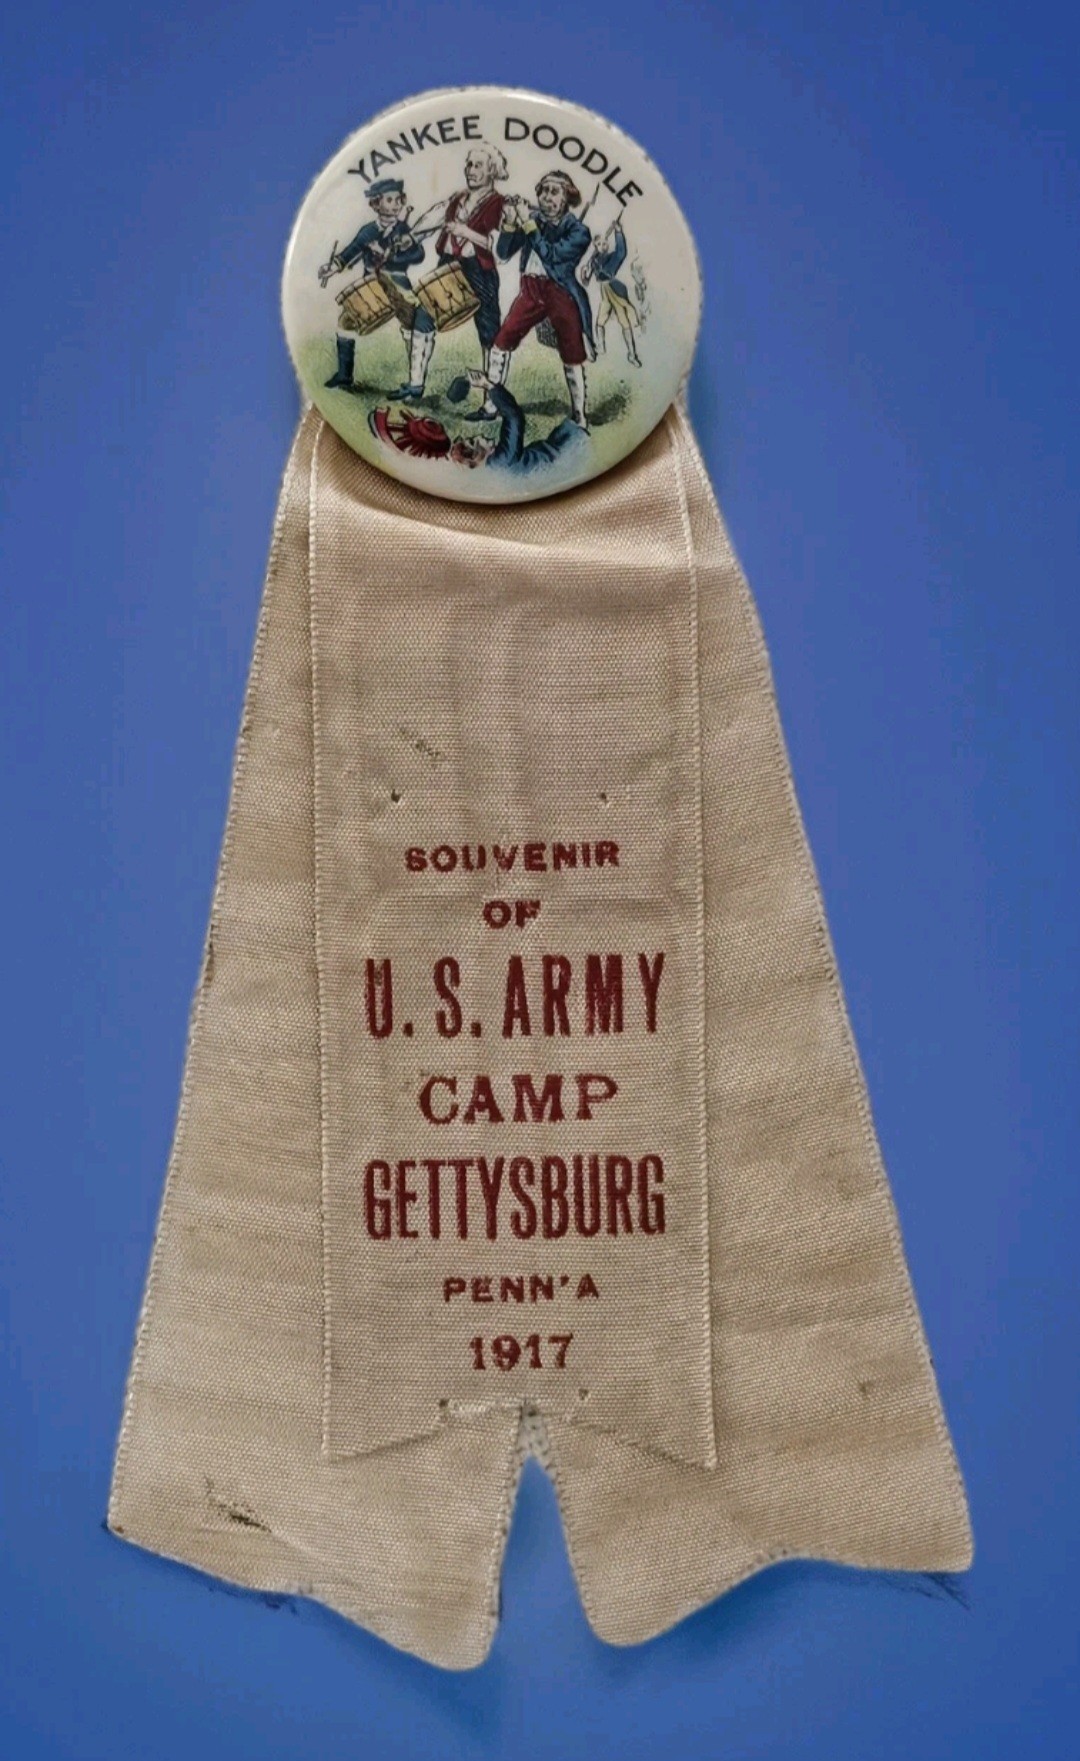 YANKEE DOODLE
SOUVENIR
OF
U.S. ARMY
CAMP
GETTYSBURG
PENN'A
1917